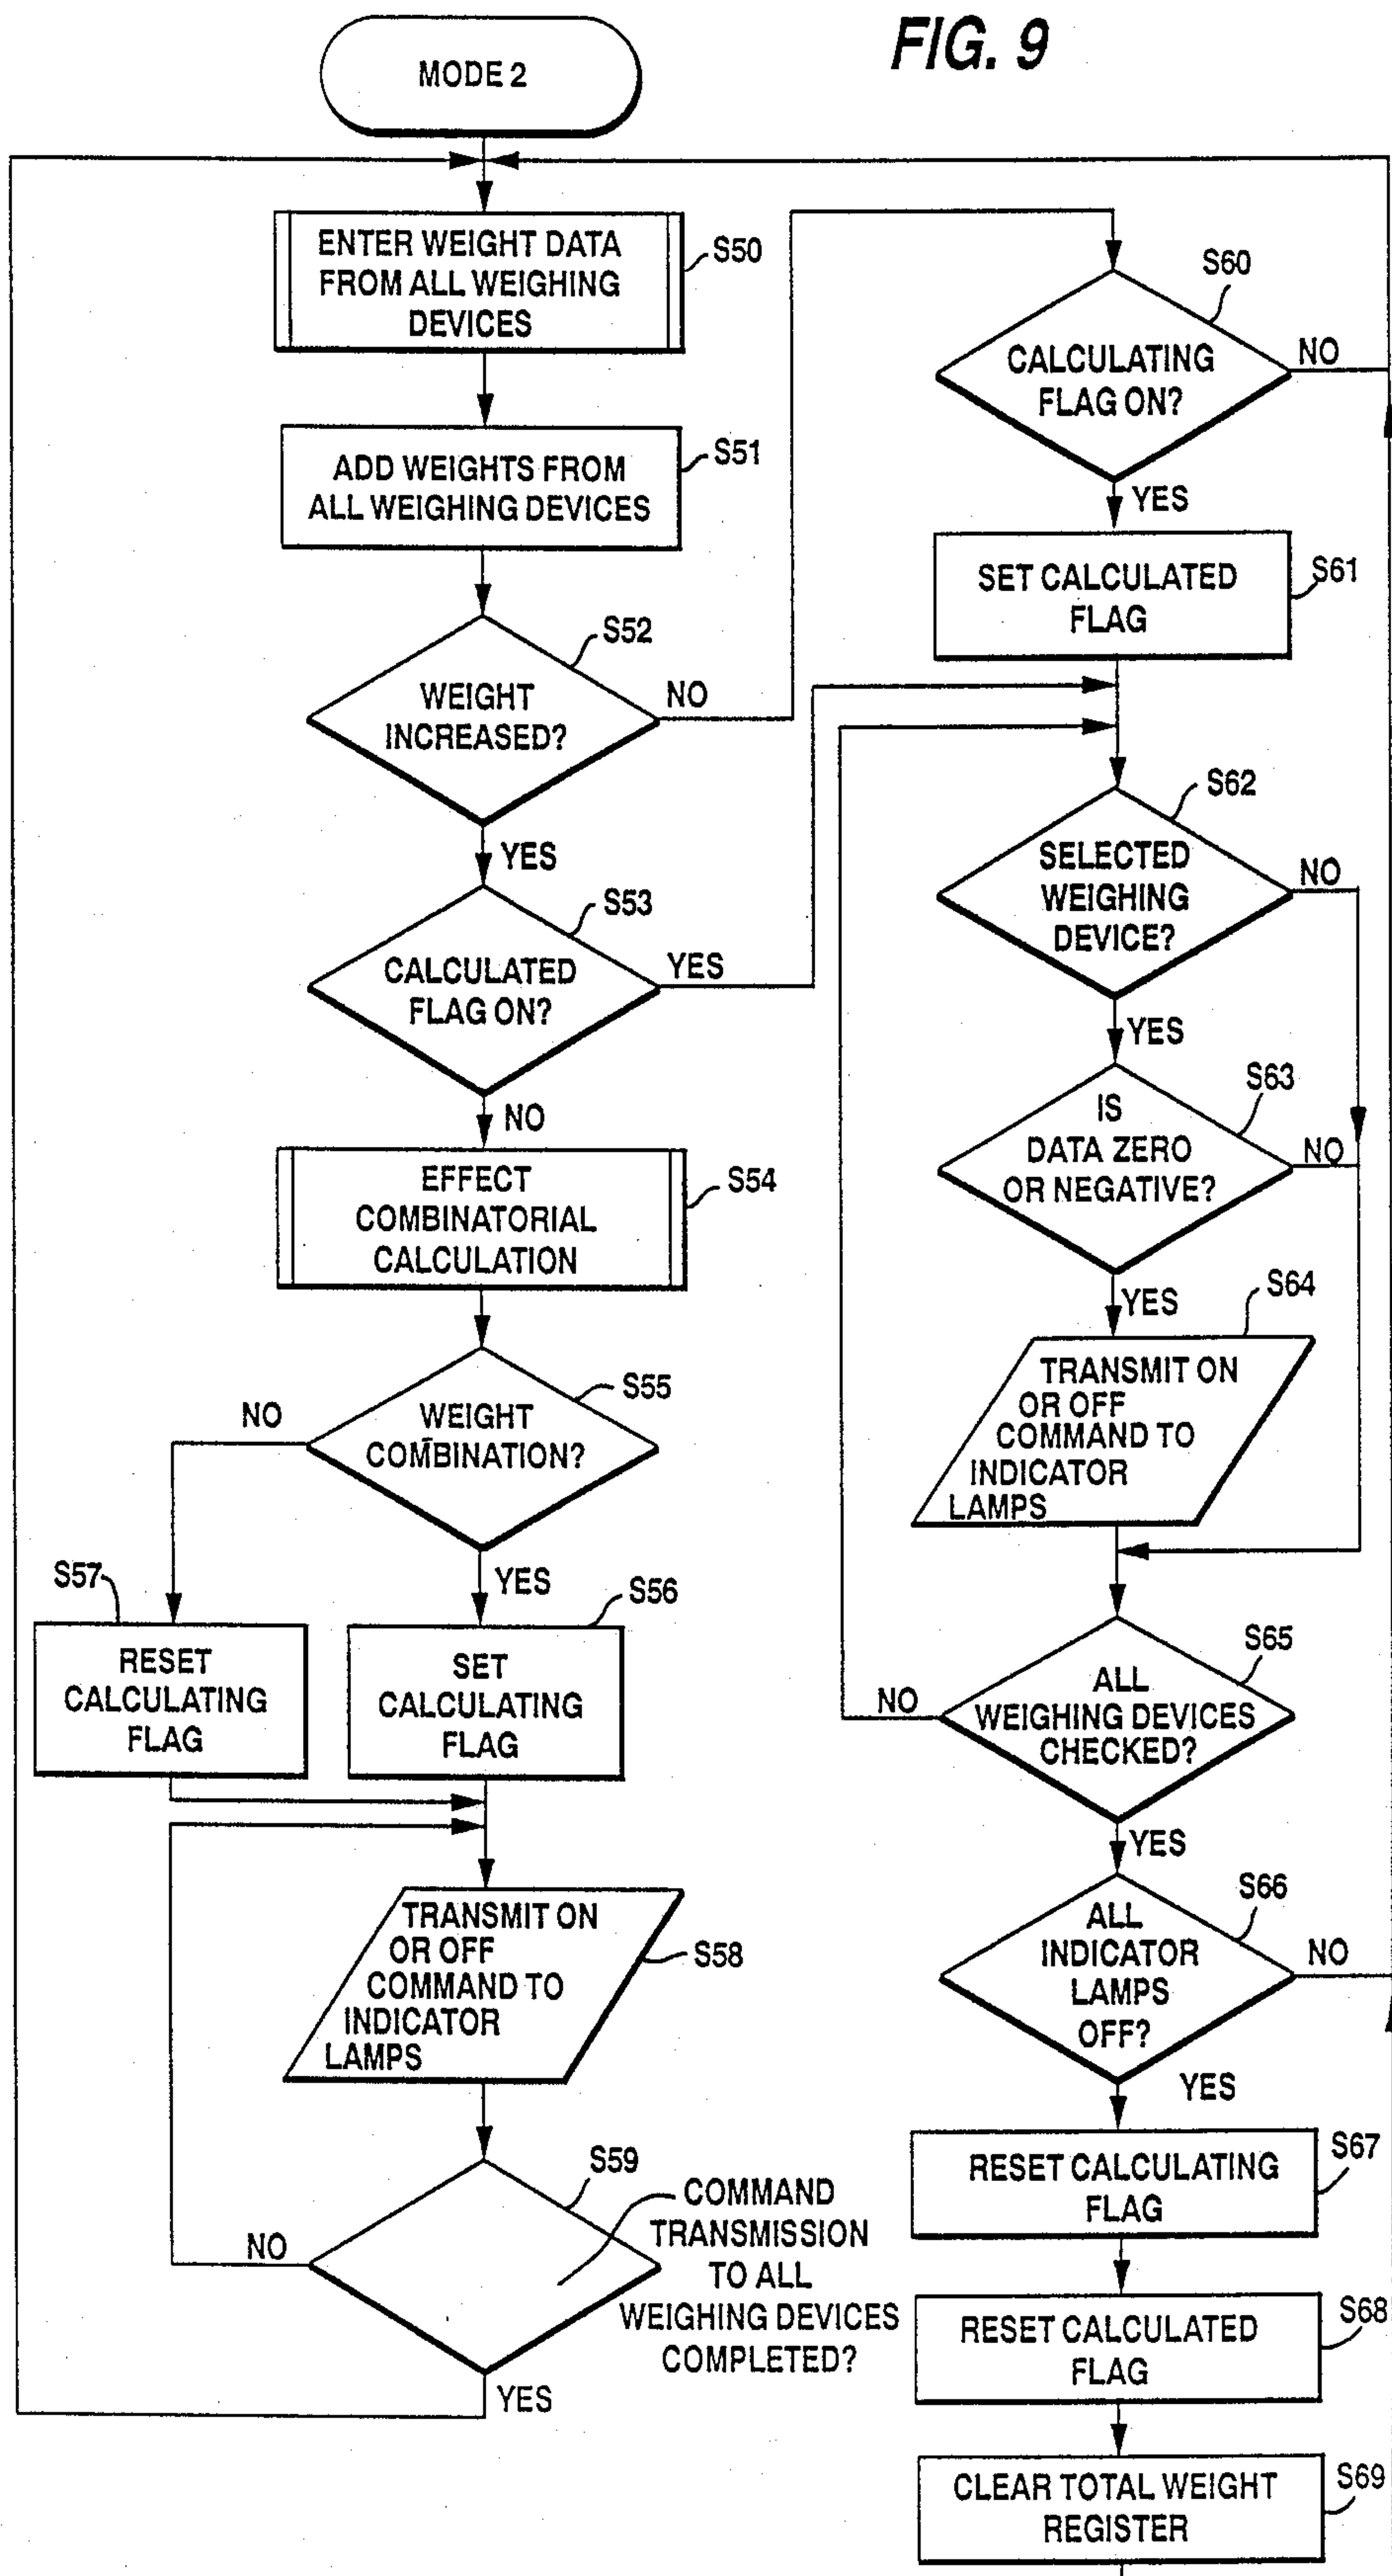 FIG. 9
MODE 2
ENTER WEIGHT DATA
FROM ALL WEIGHING
DEVICES
S50
ADD WEIGHTS FROM
ALL WEIGHING DEVICES
S51
S52
WEIGHT
INCREASED?
NO
YES
S53
CALCULATED
FLAG ON?
YES
NO
EFFECT
COMBINATORIAL
CALCULATION
S54
S55
WEIGHT
COMBINATION?
NO
YES
S57
RESET
CALCULATING
FLAG
S56
SET
CALCULATING
FLAG
TRANSMIT ON
OR OFF
COMMAND TO
INDICATOR
LAMPS
S58
S59
COMMAND
TRANSMISSION
TO ALL
WEIGHING DEVICES
COMPLETED?
NO
YES
S60
CALCULATING
FLAG ON?
NO
YES
SET CALCULATED
FLAG
S61
S62
SELECTED
WEIGHING
DEVICE?
NO
YES
S63
IS
DATA ZERO
OR NEGATIVE?
NO
YES
S64
TRANSMIT ON
OR OFF
COMMAND TO
INDICATOR
LAMPS
S65
ALL
WEIGHING DEVICES
CHECKED?
NO
YES
S66
ALL
INDICATOR
LAMPS
OFF?
NO
YES
RESET CALCULATING
FLAG
S67
RESET CALCULATED
FLAG
S68
CLEAR TOTAL WEIGHT
REGISTER
S69